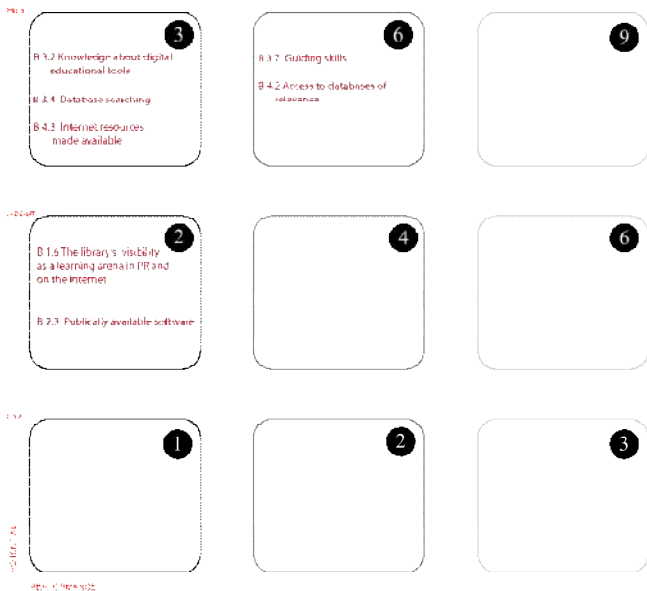 3
B 3.2 Knowledge about digital
educational tools
B 3.4 Database searching
B 4.3 Internet resources
made available
6
B 3.7 Guiding skills
B 4.2 Access to databases of
relevance
9
2
B 1.6 The library's visibility
as a learning arena in PR and
on the internet
B 2.3 Publically available software
4
6
1
2
3
PERFORMANCE